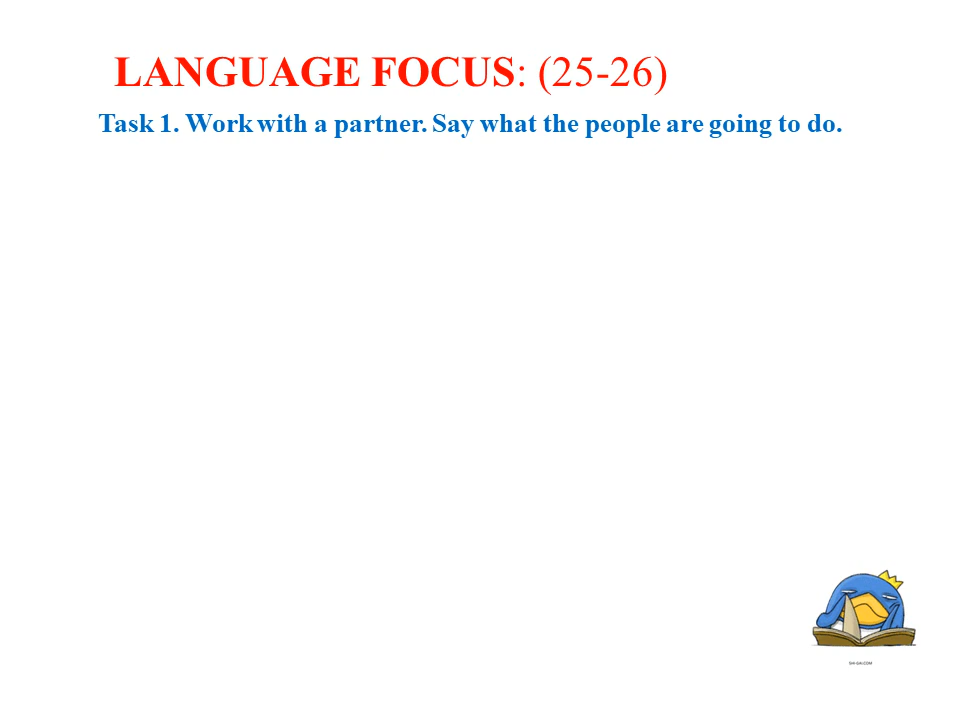 LANGUAGE FOCUS: (25-26)
Task 1. Work with a partner. Say what the people are going to do.